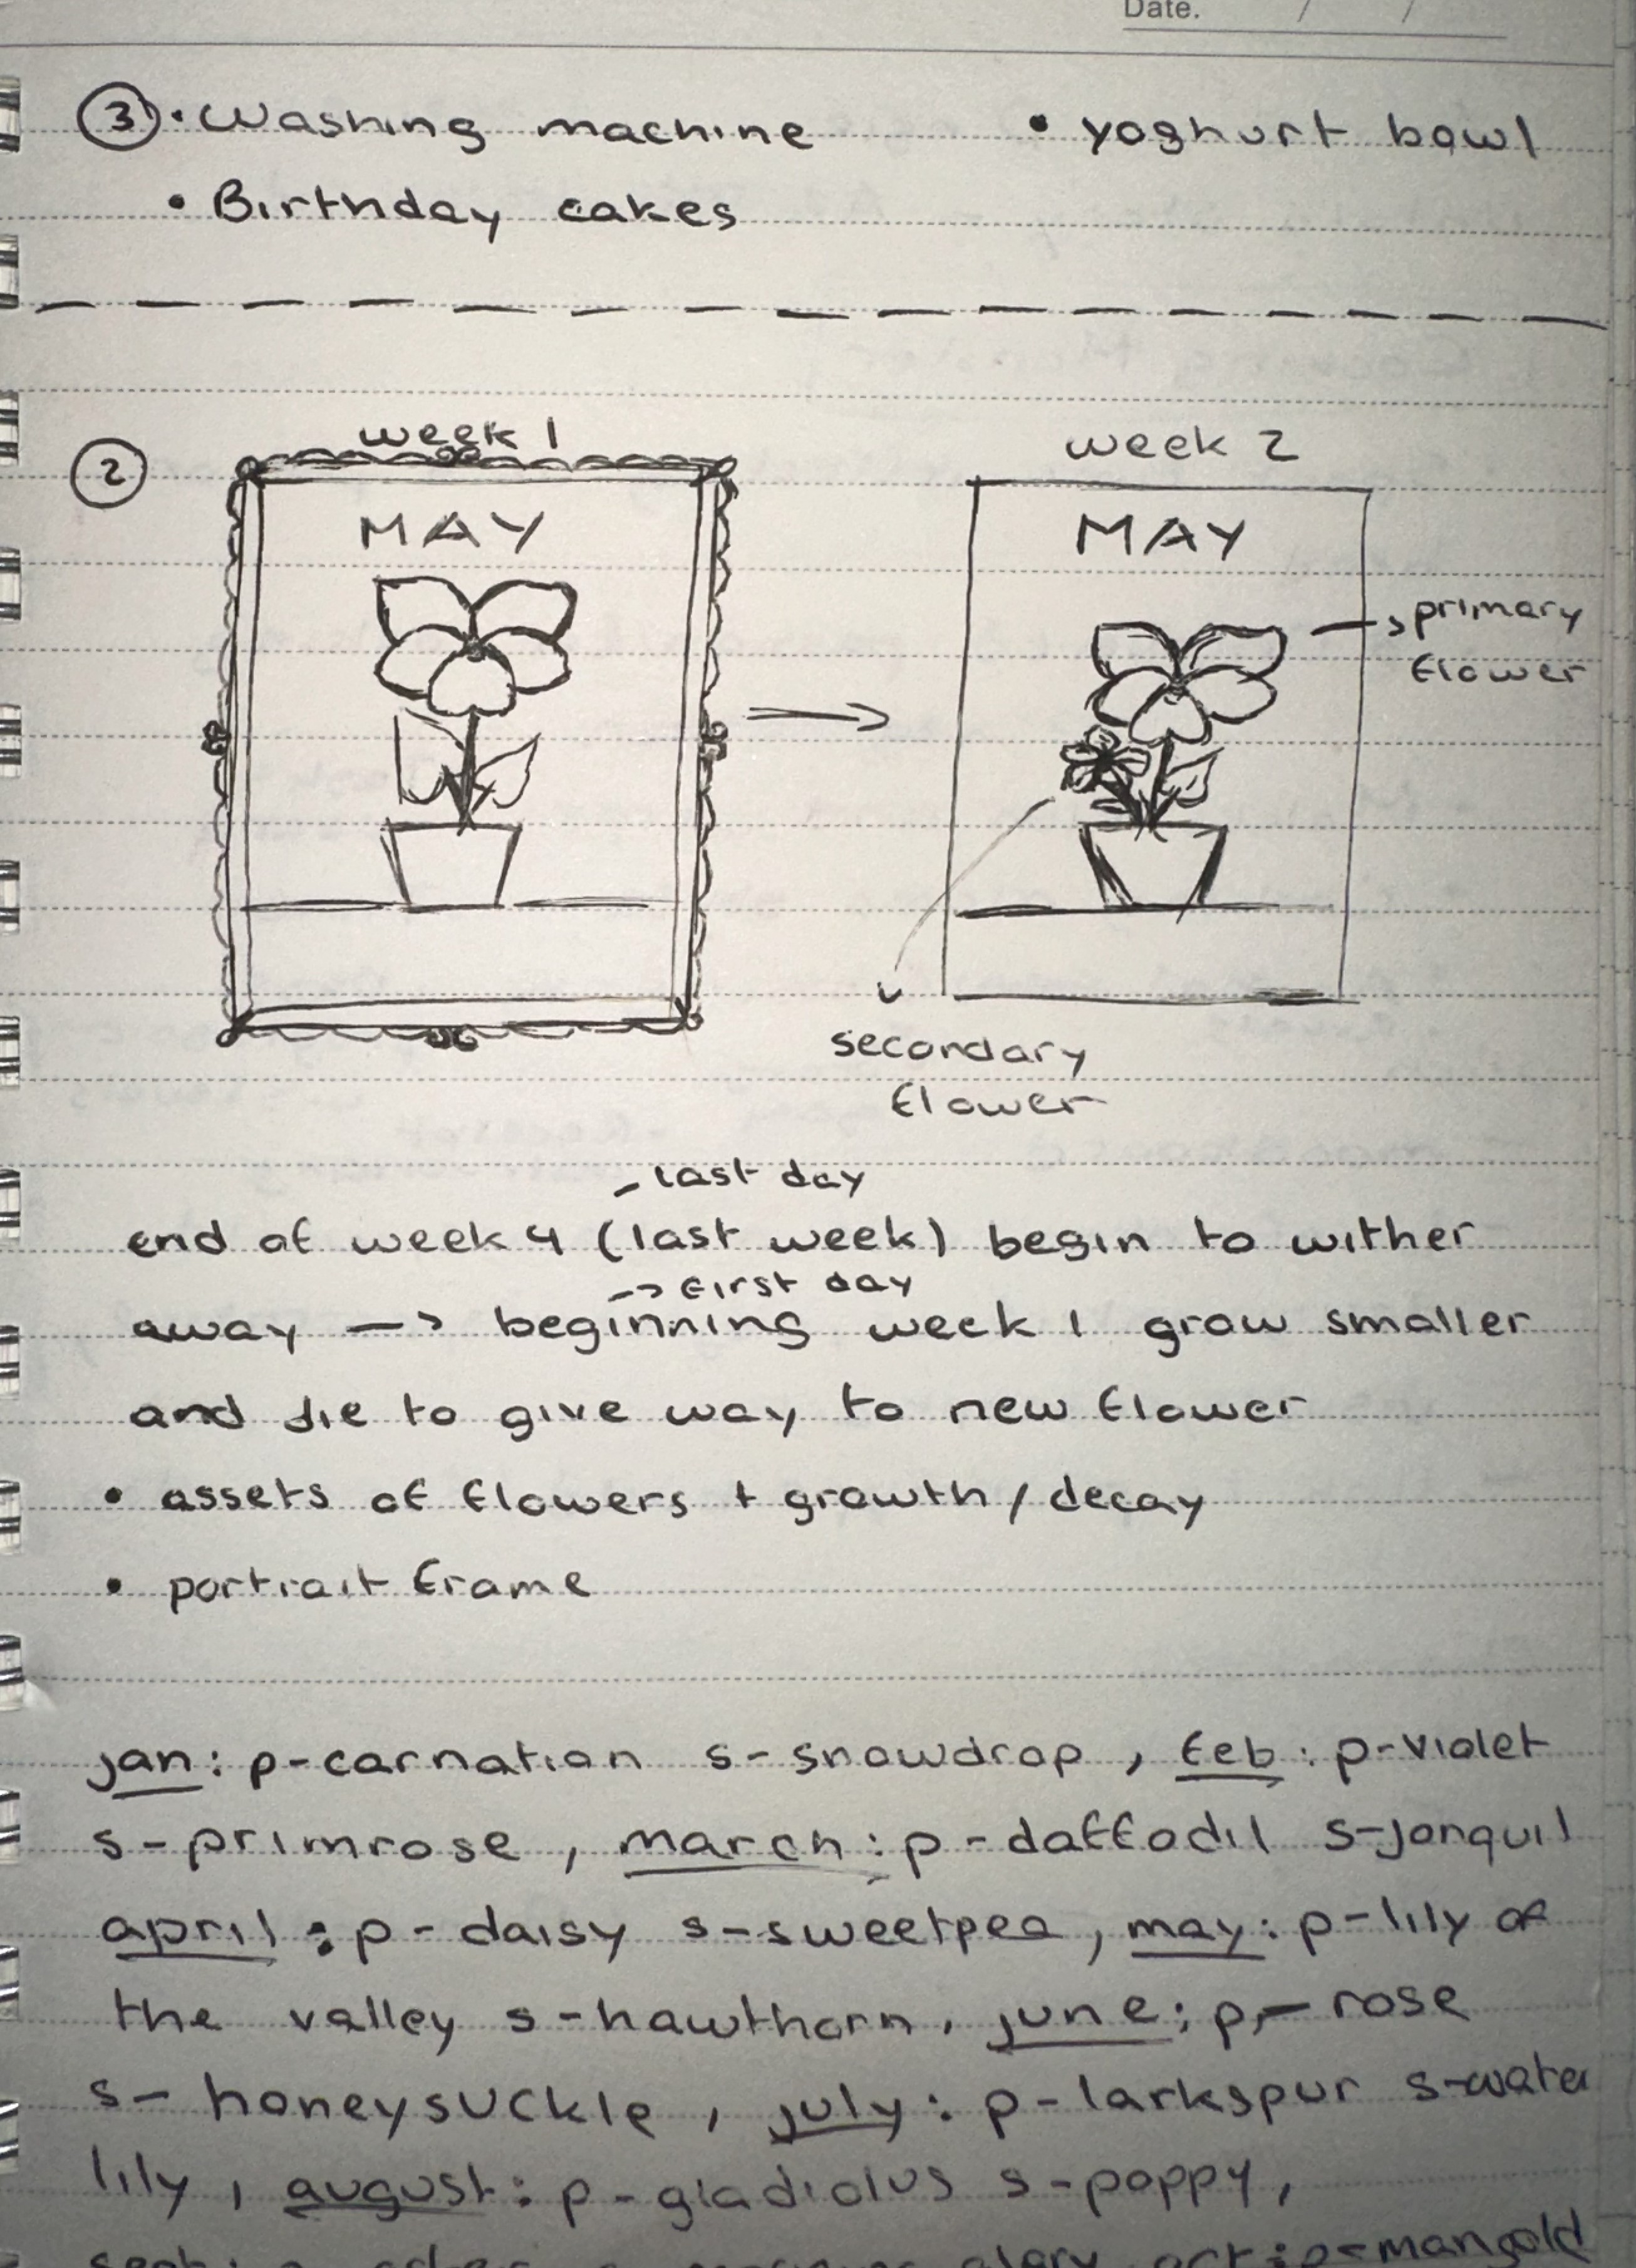 Date. / /
③ • Washing machine • yoghurt bowl
• Birthday cakes
② week 1 week 2
MAY MAY
→ primary
flower
secondary
flower
- last day
end of week 4 (last week) begin to wither
-> first day
away -> beginning week 1 grow smaller
and die to give way to new flower
• assets of flowers + growth/decay
• portrait frame
jan: p-carnation s-snowdrop, feb: p-violet
s-primrose, march: p-daffodil s-jonquil
april: p-daisy s-sweetpea, may: p-lily of
the valley s-hawthorn, june: p-rose
s-honeysuckle, july: p-larkspur s-water
lily, august: p-gladiolus s-poppy,
sept: glory oct: p-marigold